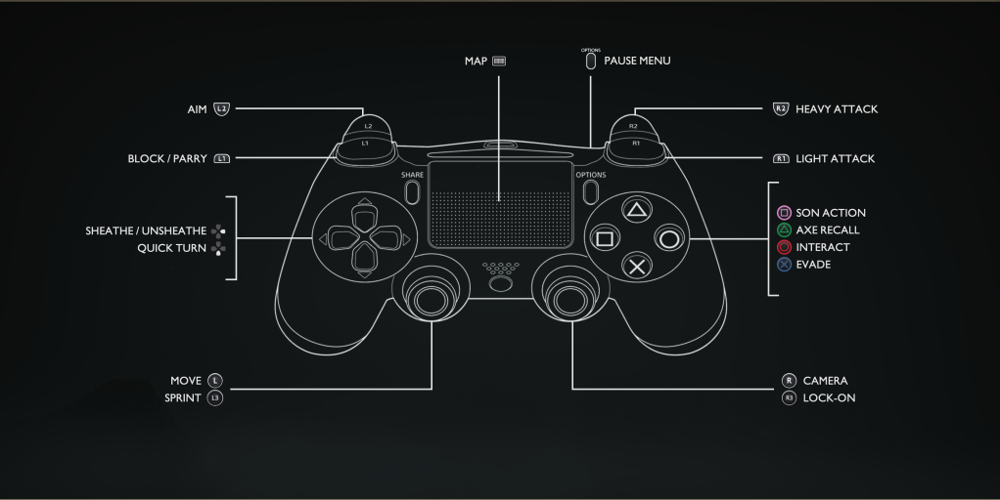 OPTIONS
MAP
PAUSE MENU
AIM L2
R2 HEAVY ATTACK
L2
R2
L1
R1
BLOCK / PARRY L1
R1 LIGHT ATTACK
SHARE
OPTIONS
SON ACTION
SHEATHE / UNSHEATHE
AXE RECALL
QUICK TURN
INTERACT
EVADE
MOVE L
R CAMERA
SPRINT L3
R3 LOCK-ON